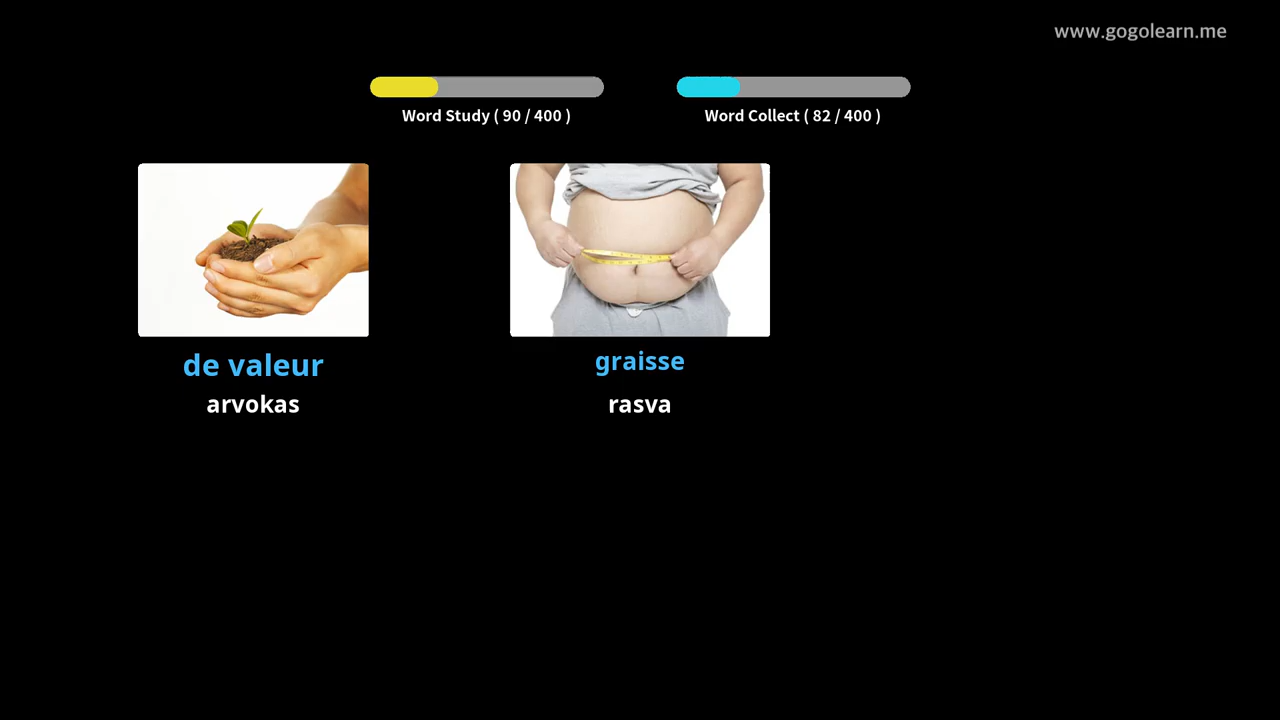 www.gogolearn.me
Word Study ( 90 / 400 )
Word Collect ( 82 / 400 )
de valeur
arvokas
graisse
rasva